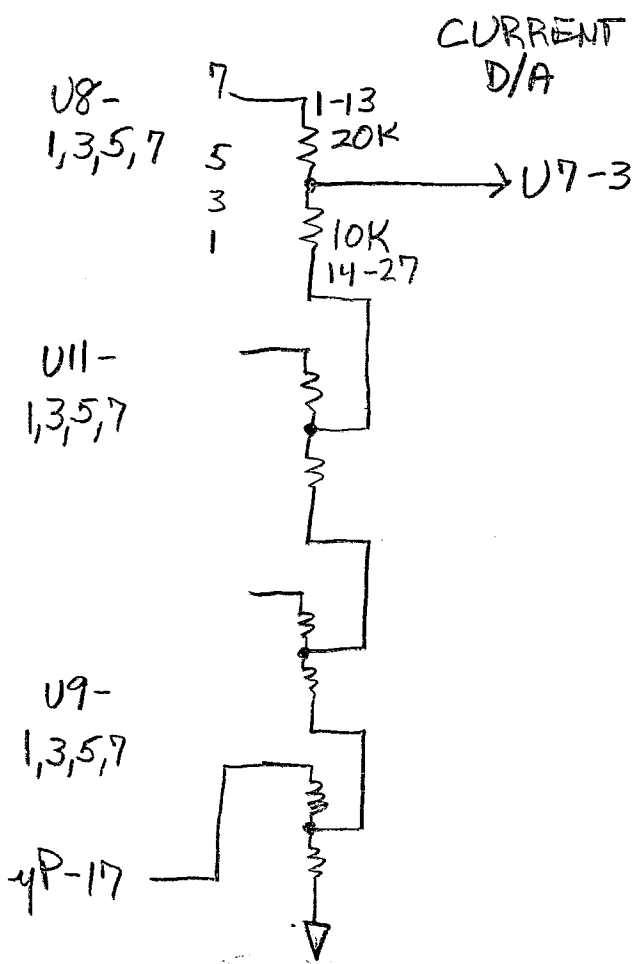 CURRENT
D/A
U8-
1,3,5,7
7
5
3
1
1-13
20K
U7-3
10K
14-27
U11-
1,3,5,7
U9-
1,3,5,7
µP-17